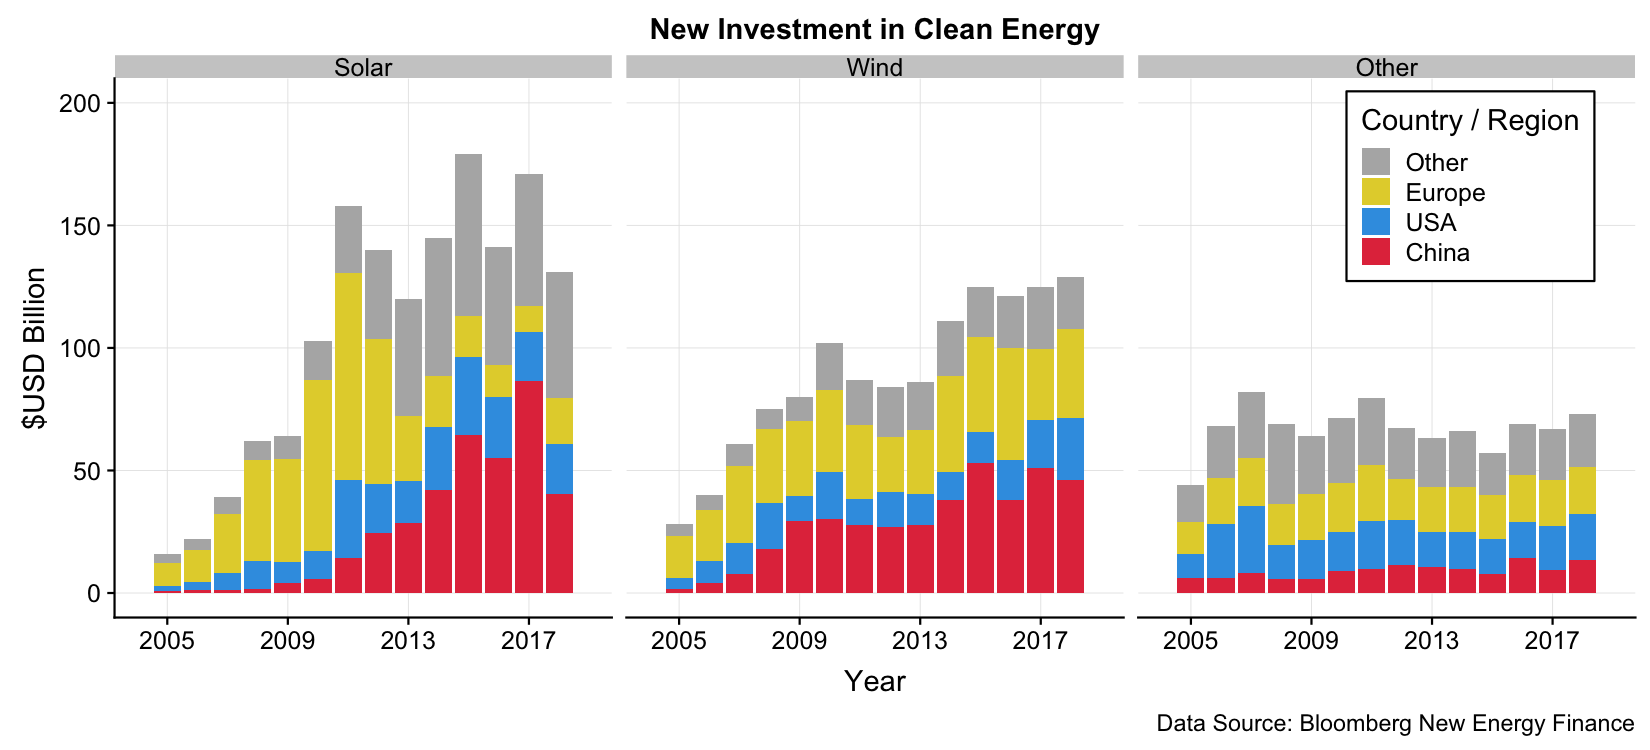 New Investment in Clean Energy
Solar
Wind
Other
200
150
100
50
0
$USD Billion
Country / Region
Other
Europe
USA
China
2005 2009 2013 2017
2005 2009 2013 2017
2005 2009 2013 2017
Year
Data Source: Bloomberg New Energy Finance